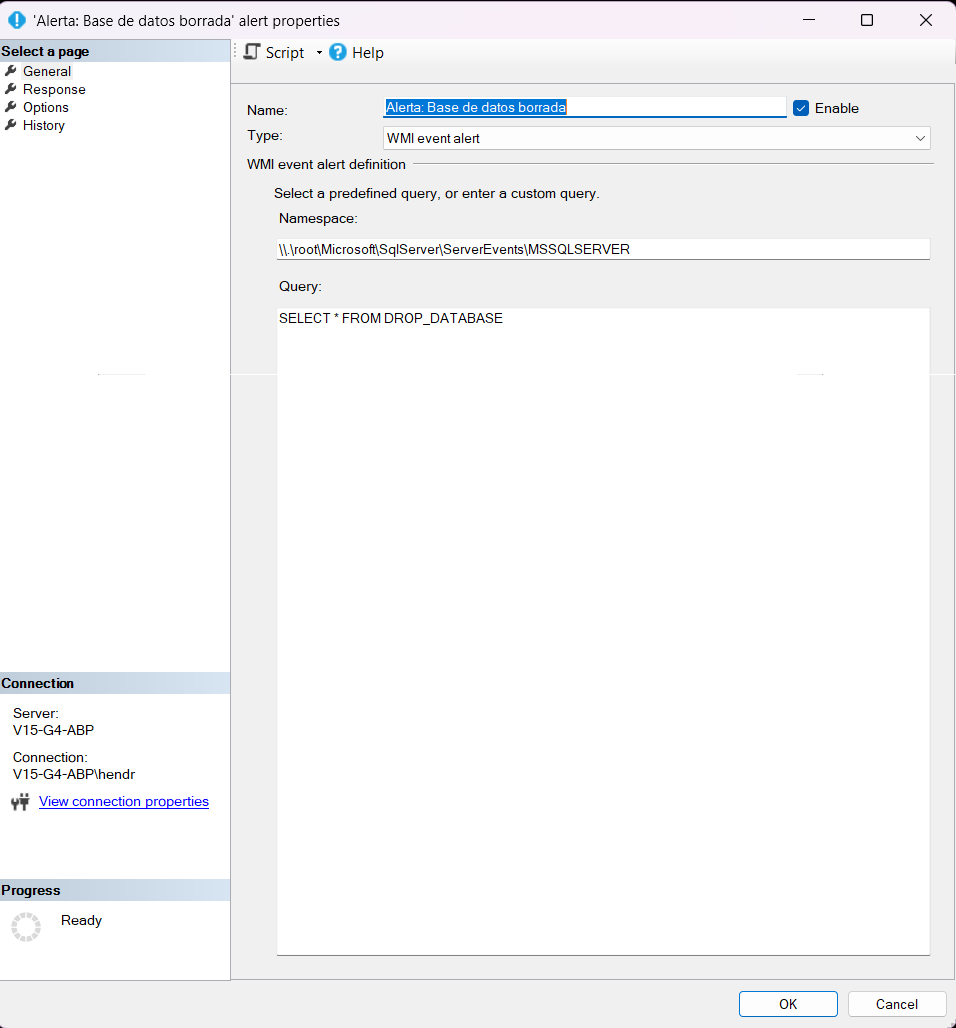 'Alerta: Base de datos borrada' alert properties
Select a page
General
Response
Options
History
Script
Help
Name:
Alerta: Base de datos borrada
Enable
Type:
WMI event alert
WMI event alert definition
Select a predefined query, or enter a custom query.
Namespace:
\\.\root\Microsoft\SqlServer\ServerEvents\MSSQLSERVER
Query:
SELECT * FROM DROP_DATABASE
Connection
Server:
V15-G4-ABP
Connection:
V15-G4-ABP\hendr
View connection properties
Progress
Ready
OK
Cancel